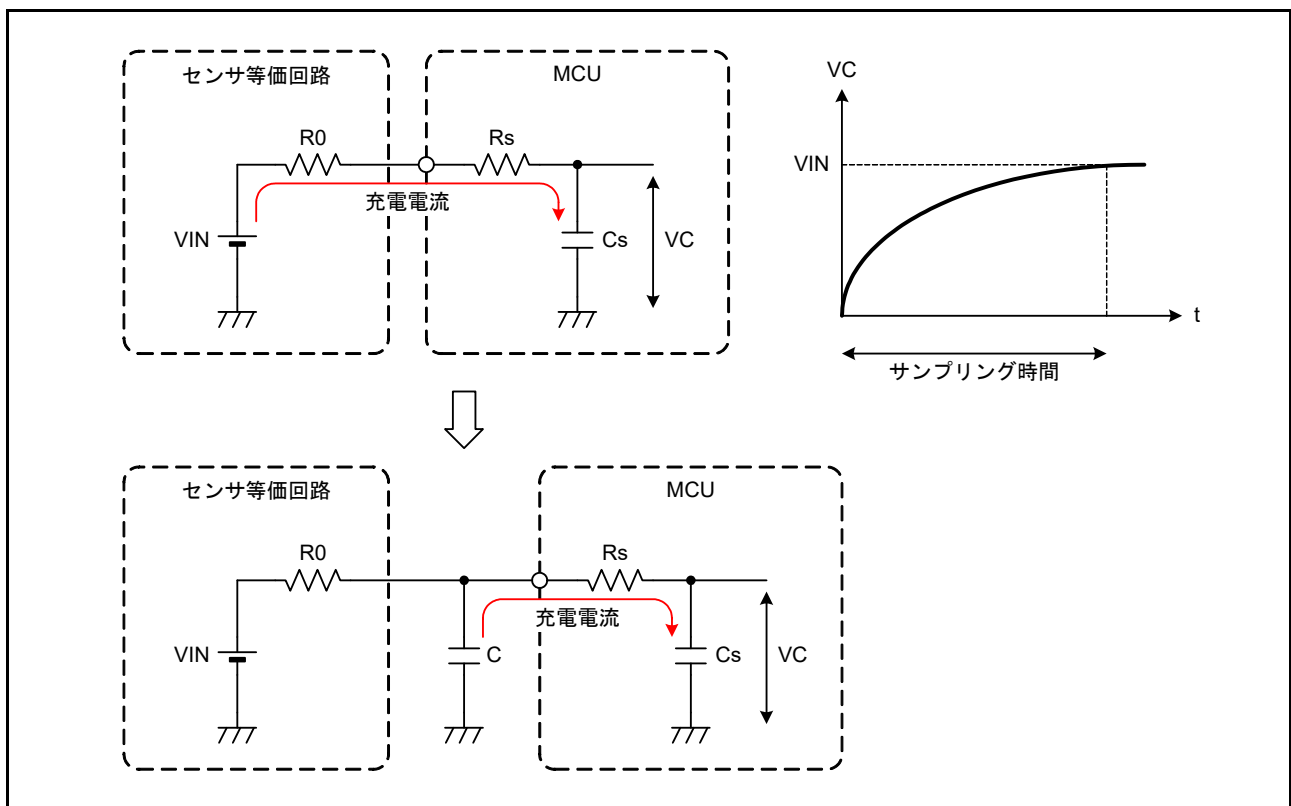 センサ等価回路
MCU
R0
Rs
充電電流
VIN
Cs
VC
VC
VIN
t
サンプリング時間
センサ等価回路
MCU
R0
Rs
充電電流
VIN
C
Cs
VC